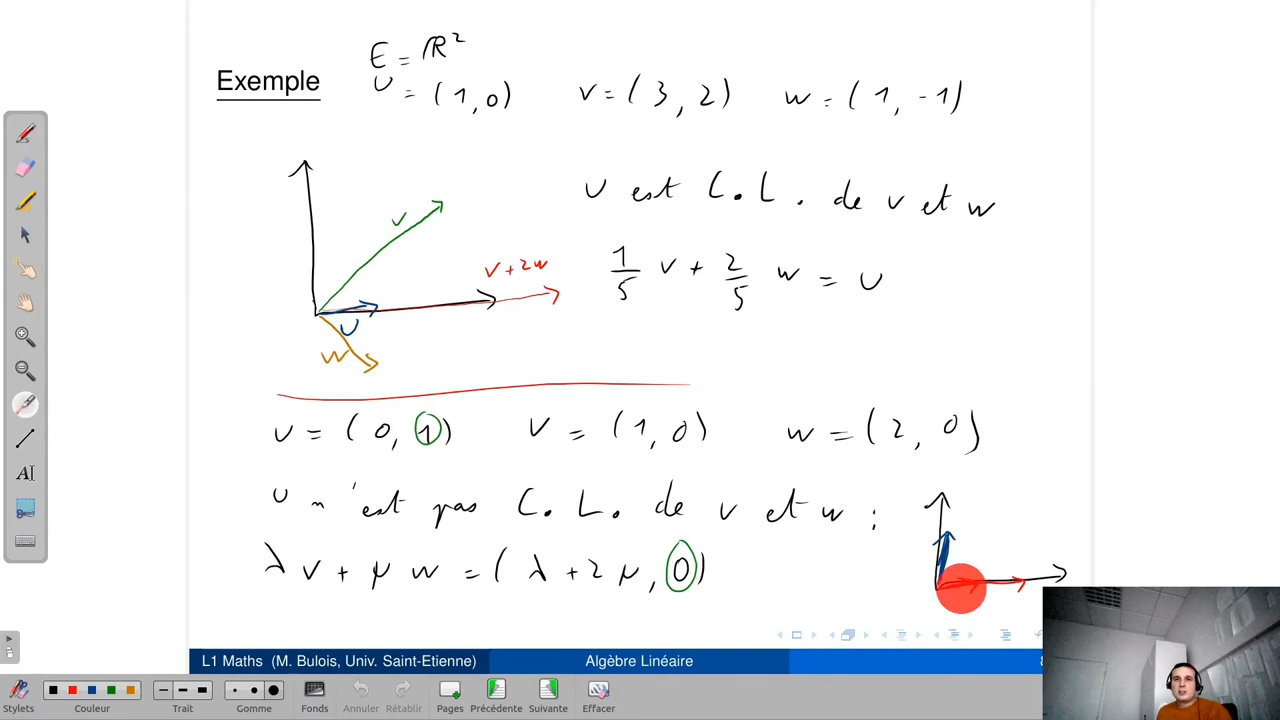 E = ℝ²
Exemple
U = (1, 0) v = (3, 2) w = (1, -1)
U est C.L. de v et w
v
v+2w
1/5 v + 2/5 w = U
U
w
U = (0, 1) V = (1, 0) w = (2, 0)
U n'est pas C.L. de v et w :
λ v + μ w = (λ + 2μ, 0)
L1 Maths (M. Bulois, Univ. Saint-Etienne) Algèbre Linéaire
Stylets Couleur Trait Gomme Fonds Annuler Rétablir Pages Précédente Suivante Effacer